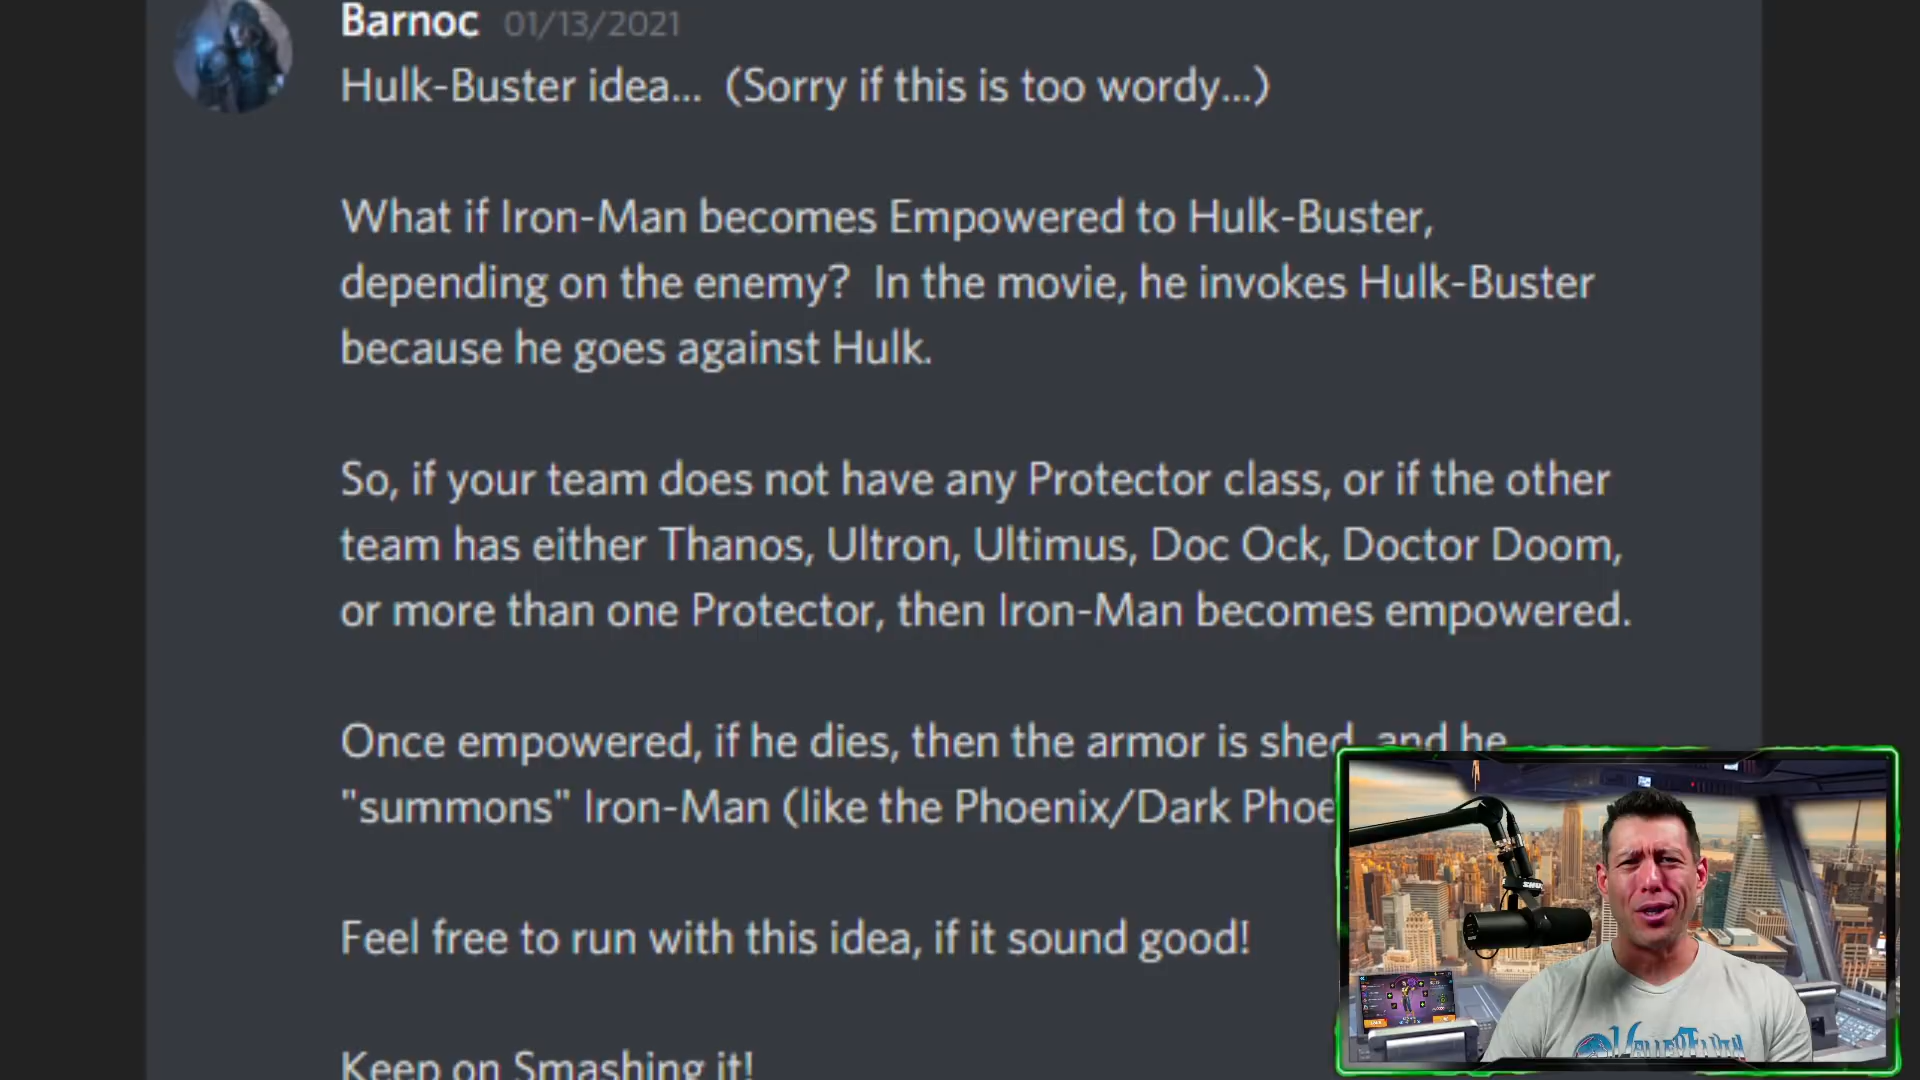 Barnoc 01/13/2021
Hulk-Buster idea... (Sorry if this is too wordy...)
What if Iron-Man becomes Empowered to Hulk-Buster,
depending on the enemy? In the movie, he invokes Hulk-Buster
because he goes against Hulk.
So, if your team does not have any Protector class, or if the other
team has either Thanos, Ultron, Ultimus, Doc Ock, Doctor Doom,
or more than one Protector, then Iron-Man becomes empowered.
Once empowered, if he dies, then the armor is shed, and he
"summons" Iron-Man (like the Phoenix/Dark Phoe
Feel free to run with this idea, if it sound good!
Keep on Smashing it!